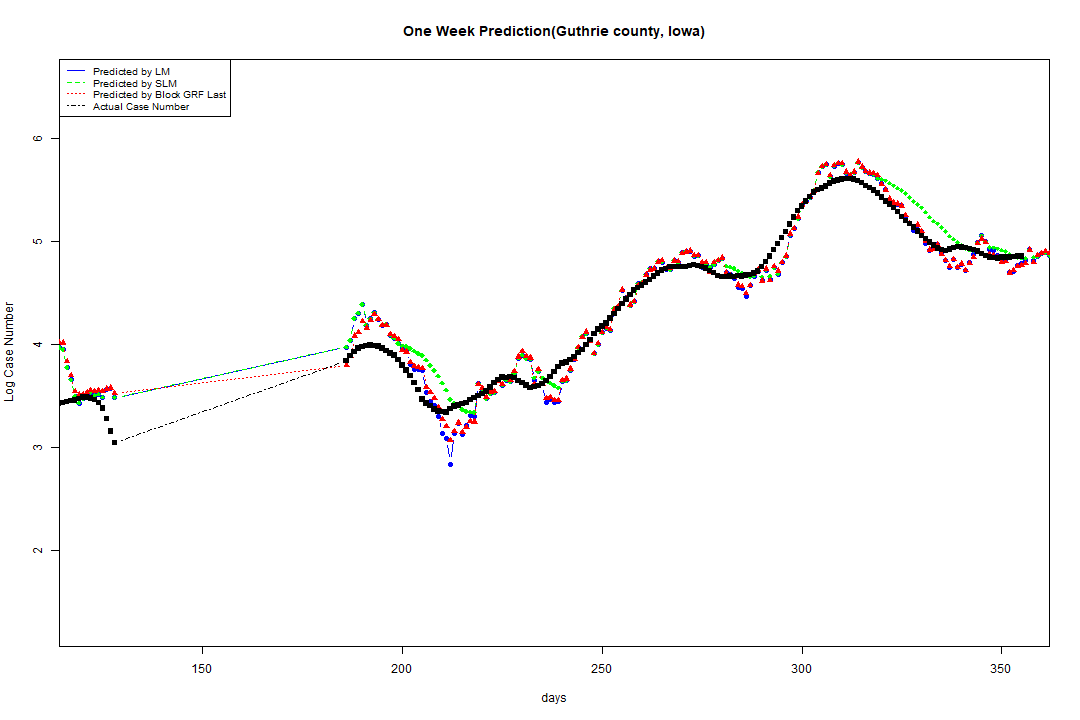 One Week Prediction(Guthrie county, Iowa)
Predicted by LM
Predicted by SLM
Predicted by Block GRF Last
Actual Case Number
6
5
4
3
2
Log Case Number
150
200
250
300
350
days